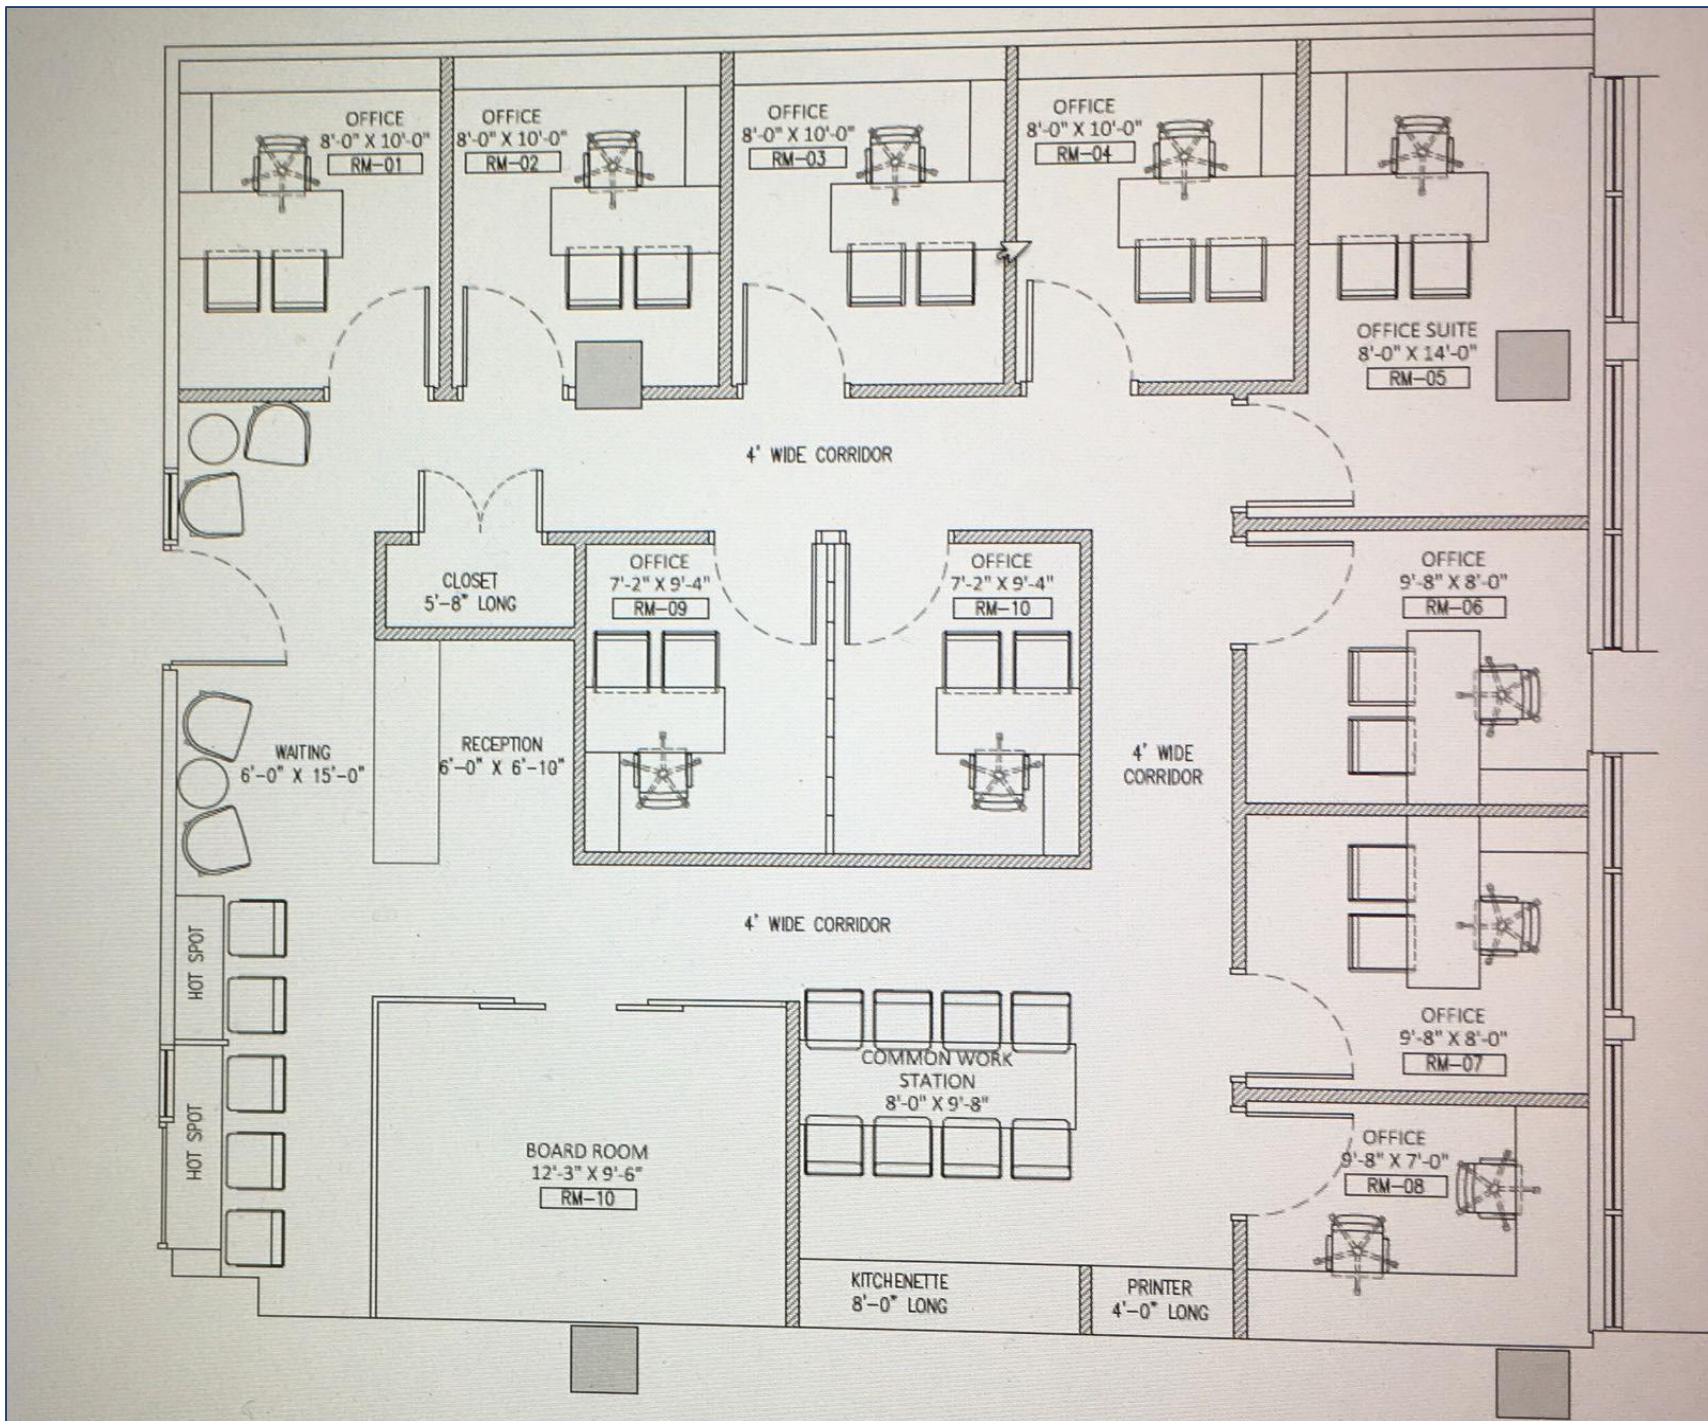 OFFICE
8'-0" X 10'-0"
RM-01
OFFICE
8'-0" X 10'-0"
RM-02
OFFICE
8'-0" X 10'-0"
RM-03
OFFICE
8'-0" X 10'-0"
RM-04
OFFICE SUITE
8'-0" X 14'-0"
RM-05
4' WIDE CORRIDOR
CLOSET
5'-8" LONG
OFFICE
7'-2" X 9'-4"
RM-09
OFFICE
7'-2" X 9'-4"
RM-10
OFFICE
9'-8" X 8'-0"
RM-06
WAITING
6'-0" X 15'-0"
RECEPTION
6'-0" X 6'-10"
4' WIDE
CORRIDOR
4' WIDE CORRIDOR
HOT SPOT
HOT SPOT
OFFICE
9'-8" X 8'-0"
RM-07
COMMON WORK
STATION
8'-0" X 9'-8"
BOARD ROOM
12'-3" X 9'-6"
RM-10
OFFICE
9'-8" X 7'-0"
RM-08
KITCHENETTE
8'-0" LONG
PRINTER
4'-0" LONG